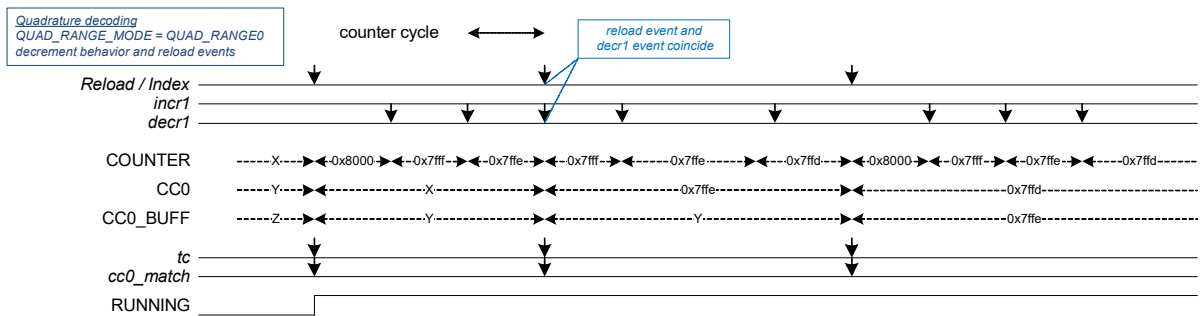 Quadrature decoding
QUAD_RANGE_MODE = QUAD_RANGE0
decrement behavior and reload events
counter cycle
reload event and
decr1 event coincide
Reload / Index
incr1
decr1
COUNTER X 0x8000 0x7fff 0x7ffe 0x7fff 0x7ffe 0x7ffd 0x8000 0x7fff 0x7ffe 0x7ffd
CC0 Y X 0x7ffe 0x7ffd
CC0_BUFF Z Y Y 0x7ffe
tc
cc0_match
RUNNING